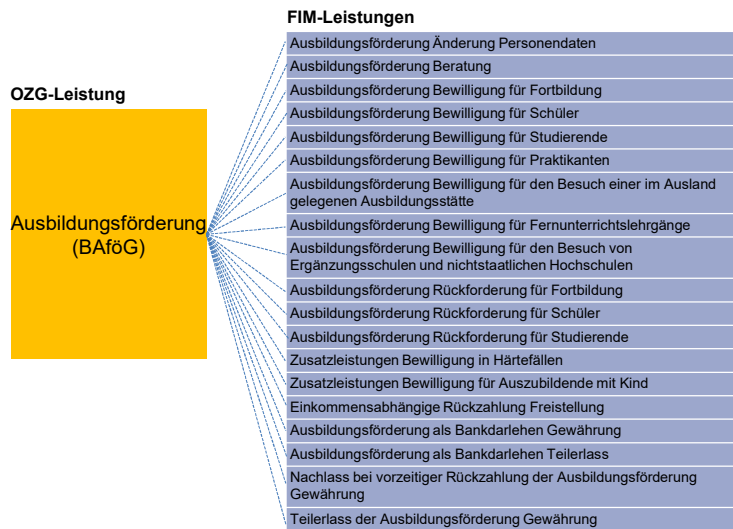 OZG-Leistung
Ausbildungsförderung
(BAföG)
FIM-Leistungen
Ausbildungsförderung Änderung Personendaten
Ausbildungsförderung Beratung
Ausbildungsförderung Bewilligung für Fortbildung
Ausbildungsförderung Bewilligung für Schüler
Ausbildungsförderung Bewilligung für Studierende
Ausbildungsförderung Bewilligung für Praktikanten
Ausbildungsförderung Bewilligung für den Besuch einer im Ausland
gelegenen Ausbildungsstätte
Ausbildungsförderung Bewilligung für Fernunterrichtslehrgänge
Ausbildungsförderung Bewilligung für den Besuch von
Ergänzungsschulen und nichtstaatlichen Hochschulen
Ausbildungsförderung Rückforderung für Fortbildung
Ausbildungsförderung Rückforderung für Schüler
Ausbildungsförderung Rückforderung für Studierende
Zusatzleistungen Bewilligung in Härtefällen
Zusatzleistungen Bewilligung für Auszubildende mit Kind
Einkommensabhängige Rückzahlung Freistellung
Ausbildungsförderung als Bankdarlehen Gewährung
Ausbildungsförderung als Bankdarlehen Teilerlass
Nachlass bei vorzeitiger Rückzahlung der Ausbildungsförderung
Gewährung
Teilerlass der Ausbildungsförderung Gewährung